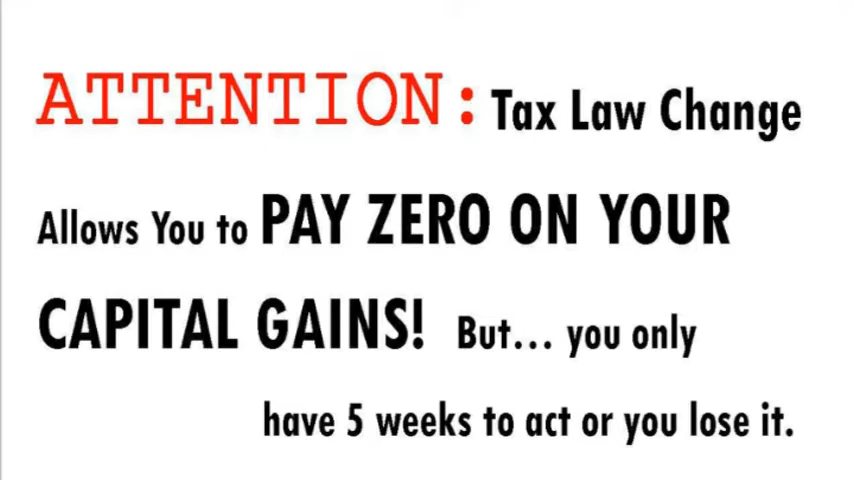 ATTENTION: Tax Law Change
Allows You to PAY ZERO ON YOUR
CAPITAL GAINS! But... you only
have 5 weeks to act or you lose it.